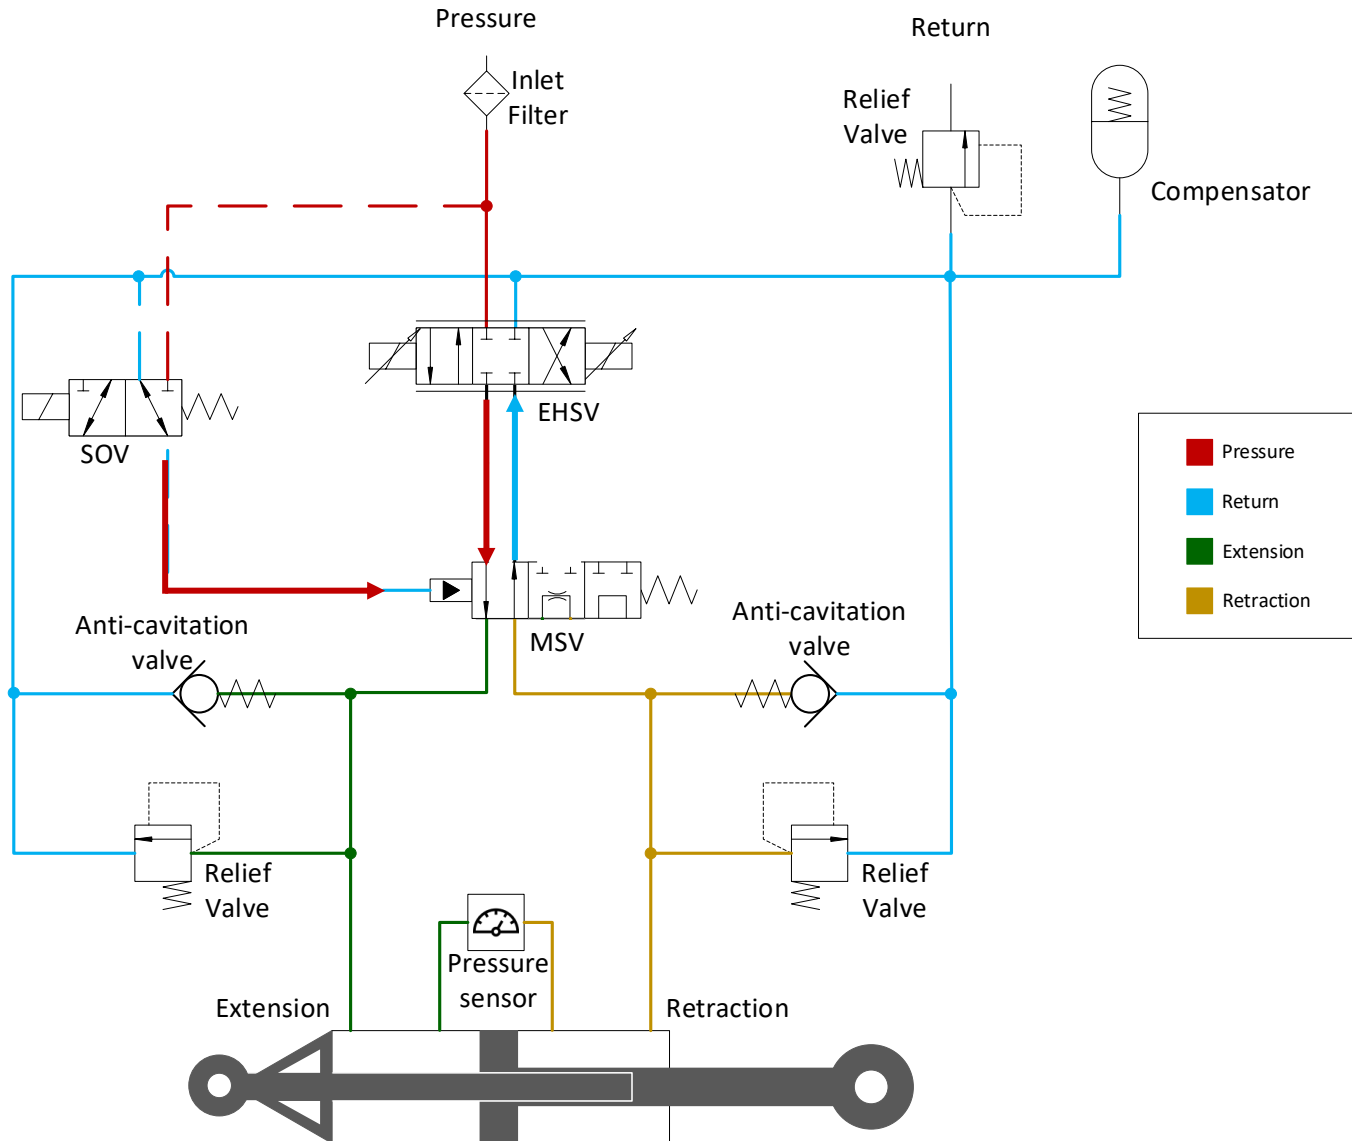 Pressure
Return
Inlet
Filter
Relief
Valve
Compensator
EHSV
SOV
Pressure
Return
Extension
Retraction
Anti-cavitation
valve
MSV
Anti-cavitation
valve
Relief
Valve
Relief
Valve
Pressure
sensor
Extension
Retraction